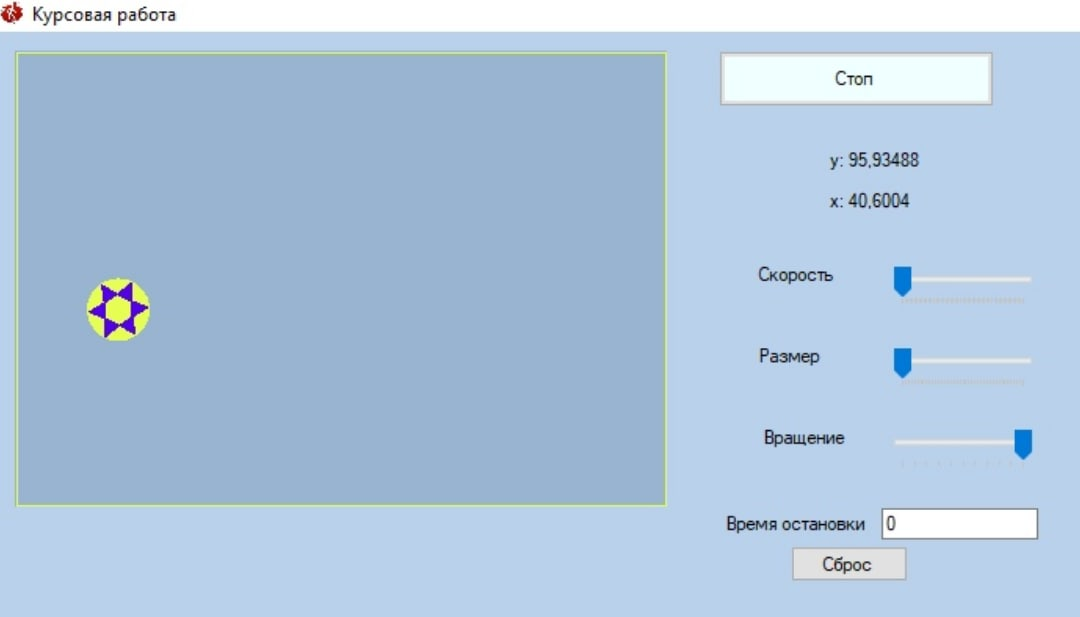 Курсовая работа
Стоп
y: 95,93488
x: 40,6004
Скорость
Размер
Вращение
Время остановки 0
Сброс